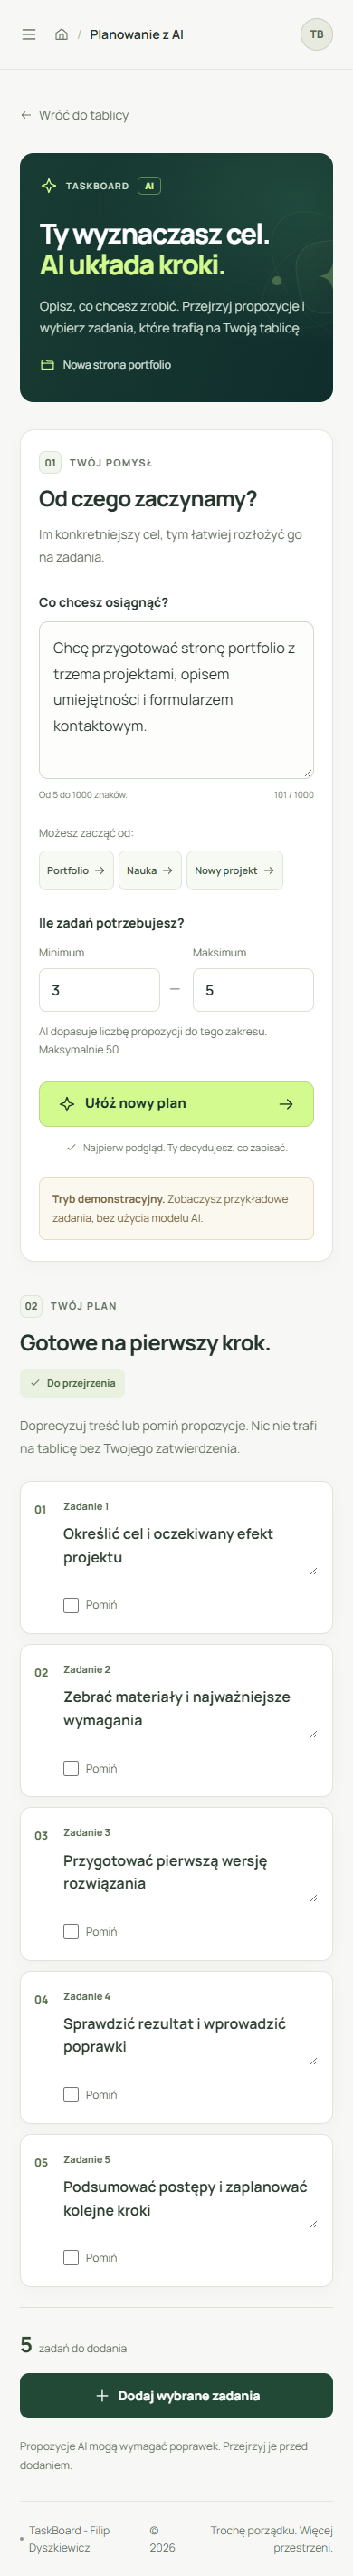 / Planowanie z AI
TB
← Wróć do tablicy
TASKBOARD AI
Ty wyznaczasz cel.
AI układa kroki.
Opisz, co chcesz zrobić. Przejrzyj propozycje i
wybierz zadania, które trafią na Twoją tablicę.
Nowa strona portfolio
01 TWÓJ POMYSŁ
Od czego zaczynamy?
Im konkretniejszy cel, tym łatwiej rozłożyć go
na zadania.
Co chcesz osiągnąć?
Chcę przygotować stronę portfolio z
trzema projektami, opisem
umiejętności i formularzem
kontaktowym.
Od 5 do 1000 znaków. 101 / 1000
Możesz zacząć od:
Portfolio → Nauka → Nowy projekt →
Ile zadań potrzebujesz?
Minimum Maksimum
3 — 5
AI dopasuje liczbę propozycji do tego zakresu.
Maksymalnie 50.
Ułóż nowy plan →
✓ Najpierw podgląd. Ty decydujesz, co zapisać.
Tryb demonstracyjny. Zobaczysz przykładowe
zadania, bez użycia modelu AI.
02 TWÓJ PLAN
Gotowe na pierwszy krok.
✓ Do przejrzenia
Doprecyzuj treść lub pomiń propozycje. Nic nie trafi
na tablicę bez Twojego zatwierdzenia.
01 Zadanie 1
Określić cel i oczekiwany efekt
projektu
Pomiń
02 Zadanie 2
Zebrać materiały i najważniejsze
wymagania
Pomiń
03 Zadanie 3
Przygotować pierwszą wersję
rozwiązania
Pomiń
04 Zadanie 4
Sprawdzić rezultat i wprowadzić
poprawki
Pomiń
05 Zadanie 5
Podsumować postępy i zaplanować
kolejne kroki
Pomiń
5 zadań do dodania
+ Dodaj wybrane zadania
Propozycje AI mogą wymagać poprawek. Przejrzyj je przed
dodaniem.
TaskBoard - Filip
Dyszkiewicz
©
2026
Trochę porządku. Więcej
przestrzeni.